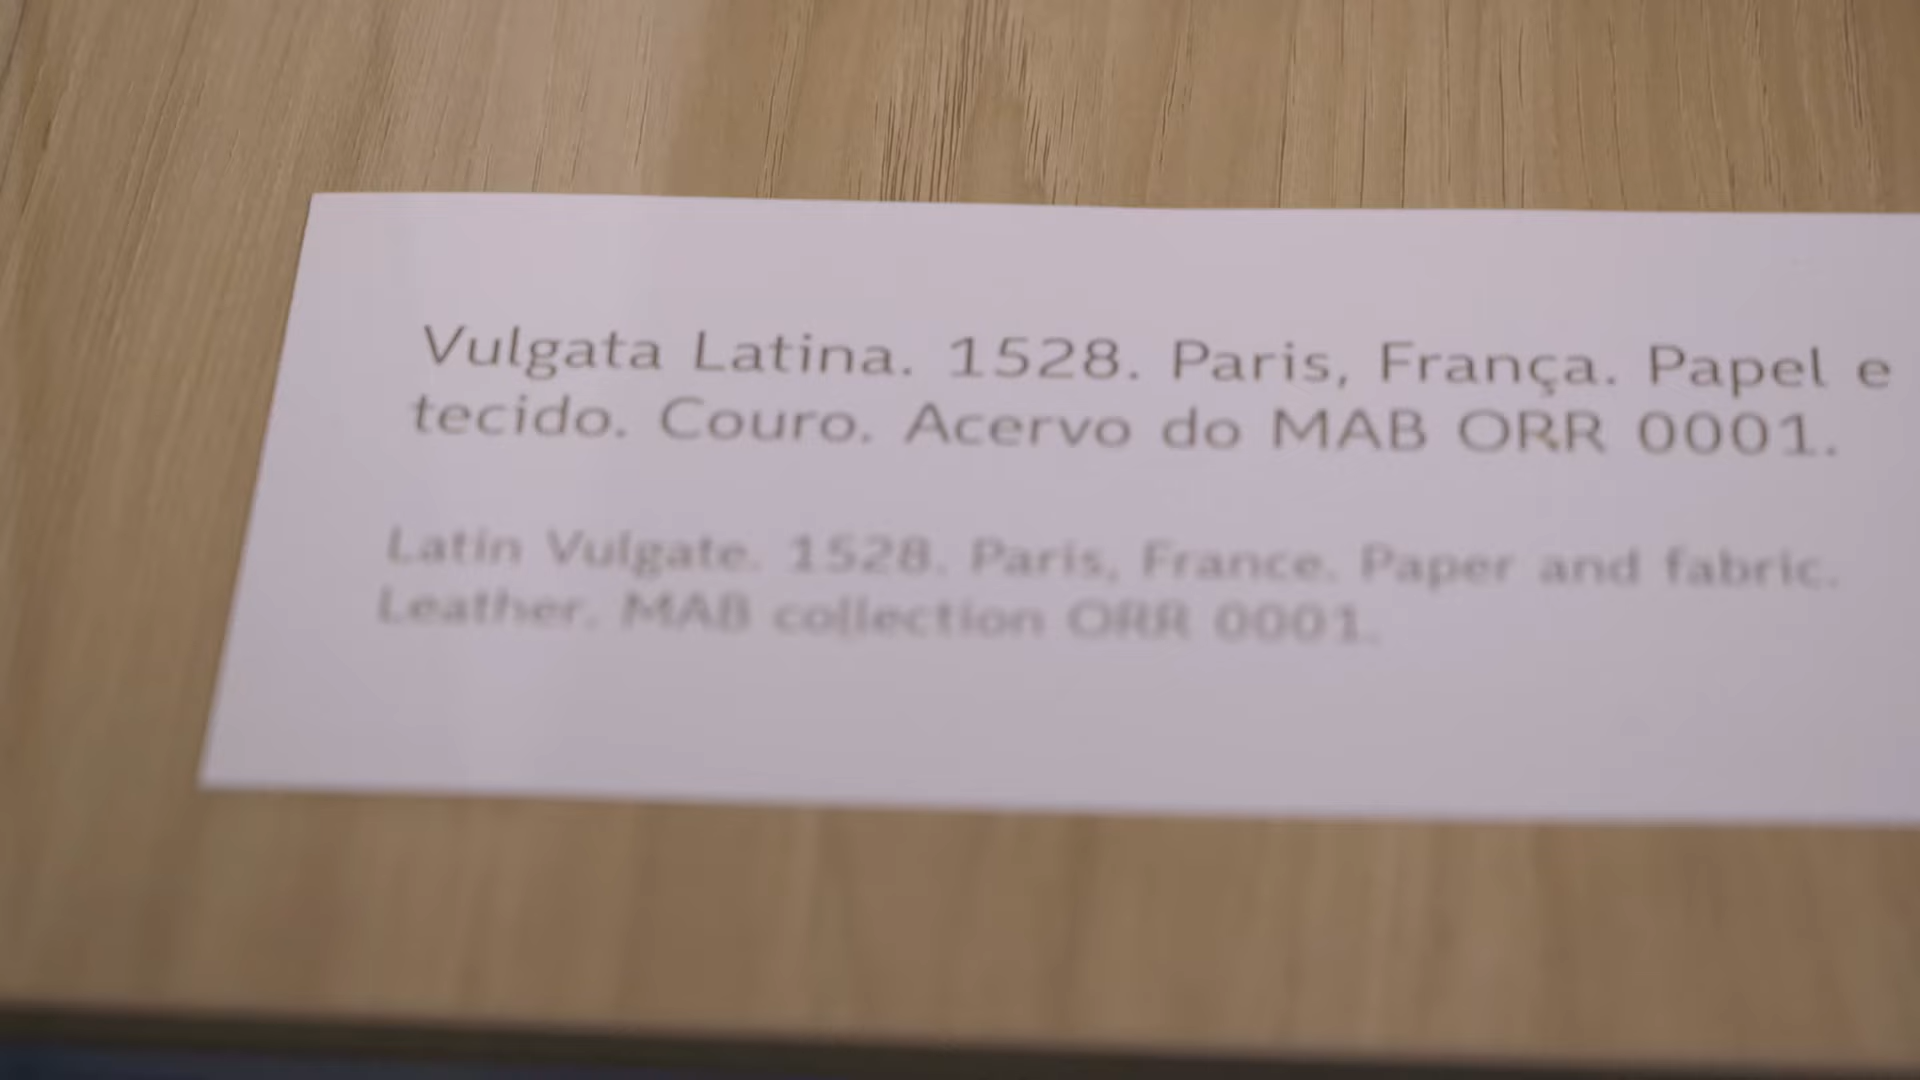 Vulgata Latina. 1528. Paris, França. Papel e
tecido. Couro. Acervo do MAB ORR 0001.
Latin Vulgate. 1528. Paris, France. Paper and fabric.
Leather. MAB collection ORR 0001.